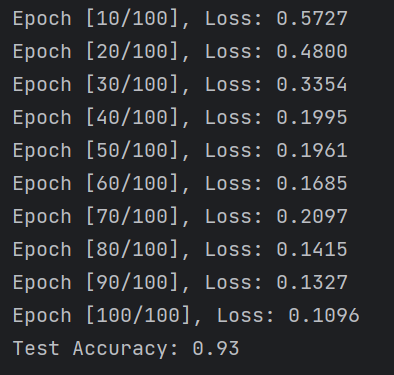 Epoch [10/100], Loss: 0.5727
Epoch [20/100], Loss: 0.4800
Epoch [30/100], Loss: 0.3354
Epoch [40/100], Loss: 0.1995
Epoch [50/100], Loss: 0.1961
Epoch [60/100], Loss: 0.1685
Epoch [70/100], Loss: 0.2097
Epoch [80/100], Loss: 0.1415
Epoch [90/100], Loss: 0.1327
Epoch [100/100], Loss: 0.1096
Test Accuracy: 0.93